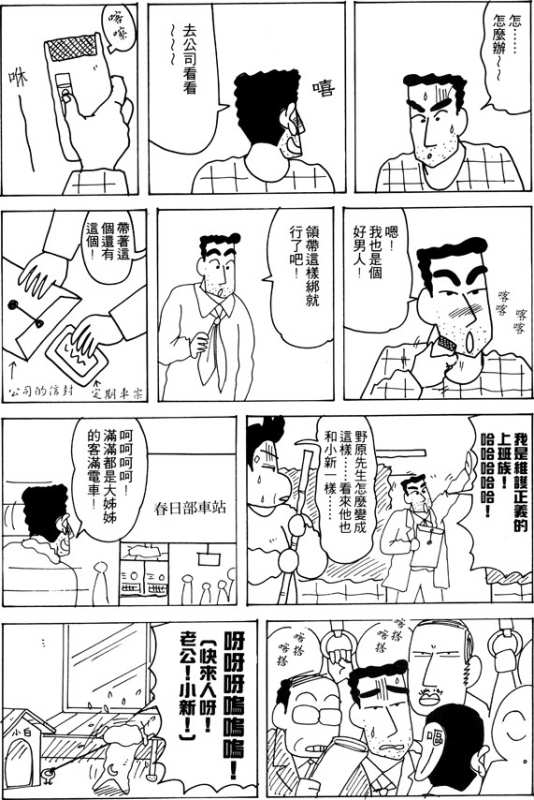 怎……
怎麼辦～～
嘻
去公司看看
～～～
喀嚓
咻
嗯！
我也是個
好男人！
喀
喀
喀
領帶這樣綁就
行了吧！
帶著這
個還有
這個！
公司的信封
定期車票
我是維護正義的
上班族！
哈哈哈哈哈！
野原先生怎麼變成
這樣……看來他也
和小新一樣……
呵呵呵呵！
滿滿都是大姊姊
的客滿電車！
春日部車站
喀搭
喀搭
喀搭
嘔
呀呀呀嗚嗚嗚！
（快來人呀！
老公！小新！）
小白